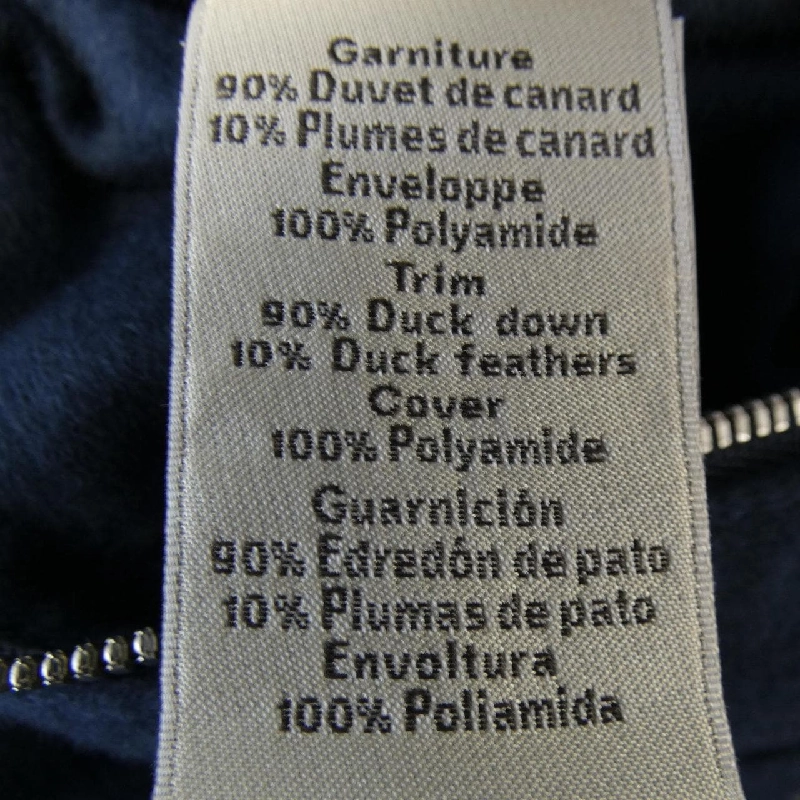 Garniture
90% Duvet de canard
10% Plumes de canard
Enveloppe
100% Polyamide
Trim
90% Duck down
10% Duck feathers
Cover
100% Polyamide
Guarnición
90% Edredón de pato
10% Plumas de pato
Envoltura
100% Poliamida